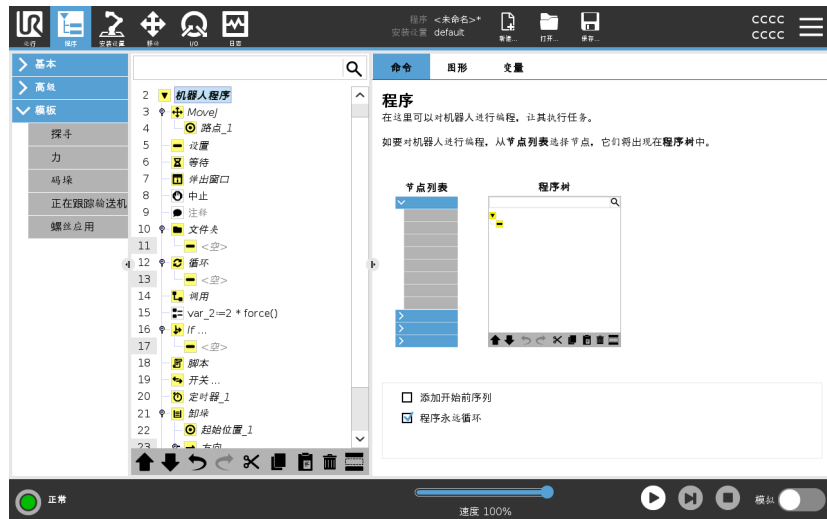 UR
运行
程序
安装设置
移动
I/O
日志
程序 <未命名>*
安装设置 default
新建...
打开...
保存...
cccc
cccc
基本
高级
模板
探寻
力
码垛
正在跟踪输送机
螺丝应用
2 机器人程序
3 MoveJ
4 路点_1
5 设置
6 等待
7 弹出窗口
8 中止
9 注释
10 文件夹
11 <空>
12 循环
13 <空>
14 调用
15 var_2≔2 * force()
16 If ...
17 <空>
18 脚本
19 开关 ...
20 定时器_1
21 卸垛
22 起始位置_1
23 方向
命令
图形
变量
程序
在这里可以对机器人进行编程，让其执行任务。
如要对机器人进行编程，从节点列表选择节点，它们将出现在程序树中。
节点列表
程序树
添加开始前序列
程序永远循环
正常
速度 100%
模拟